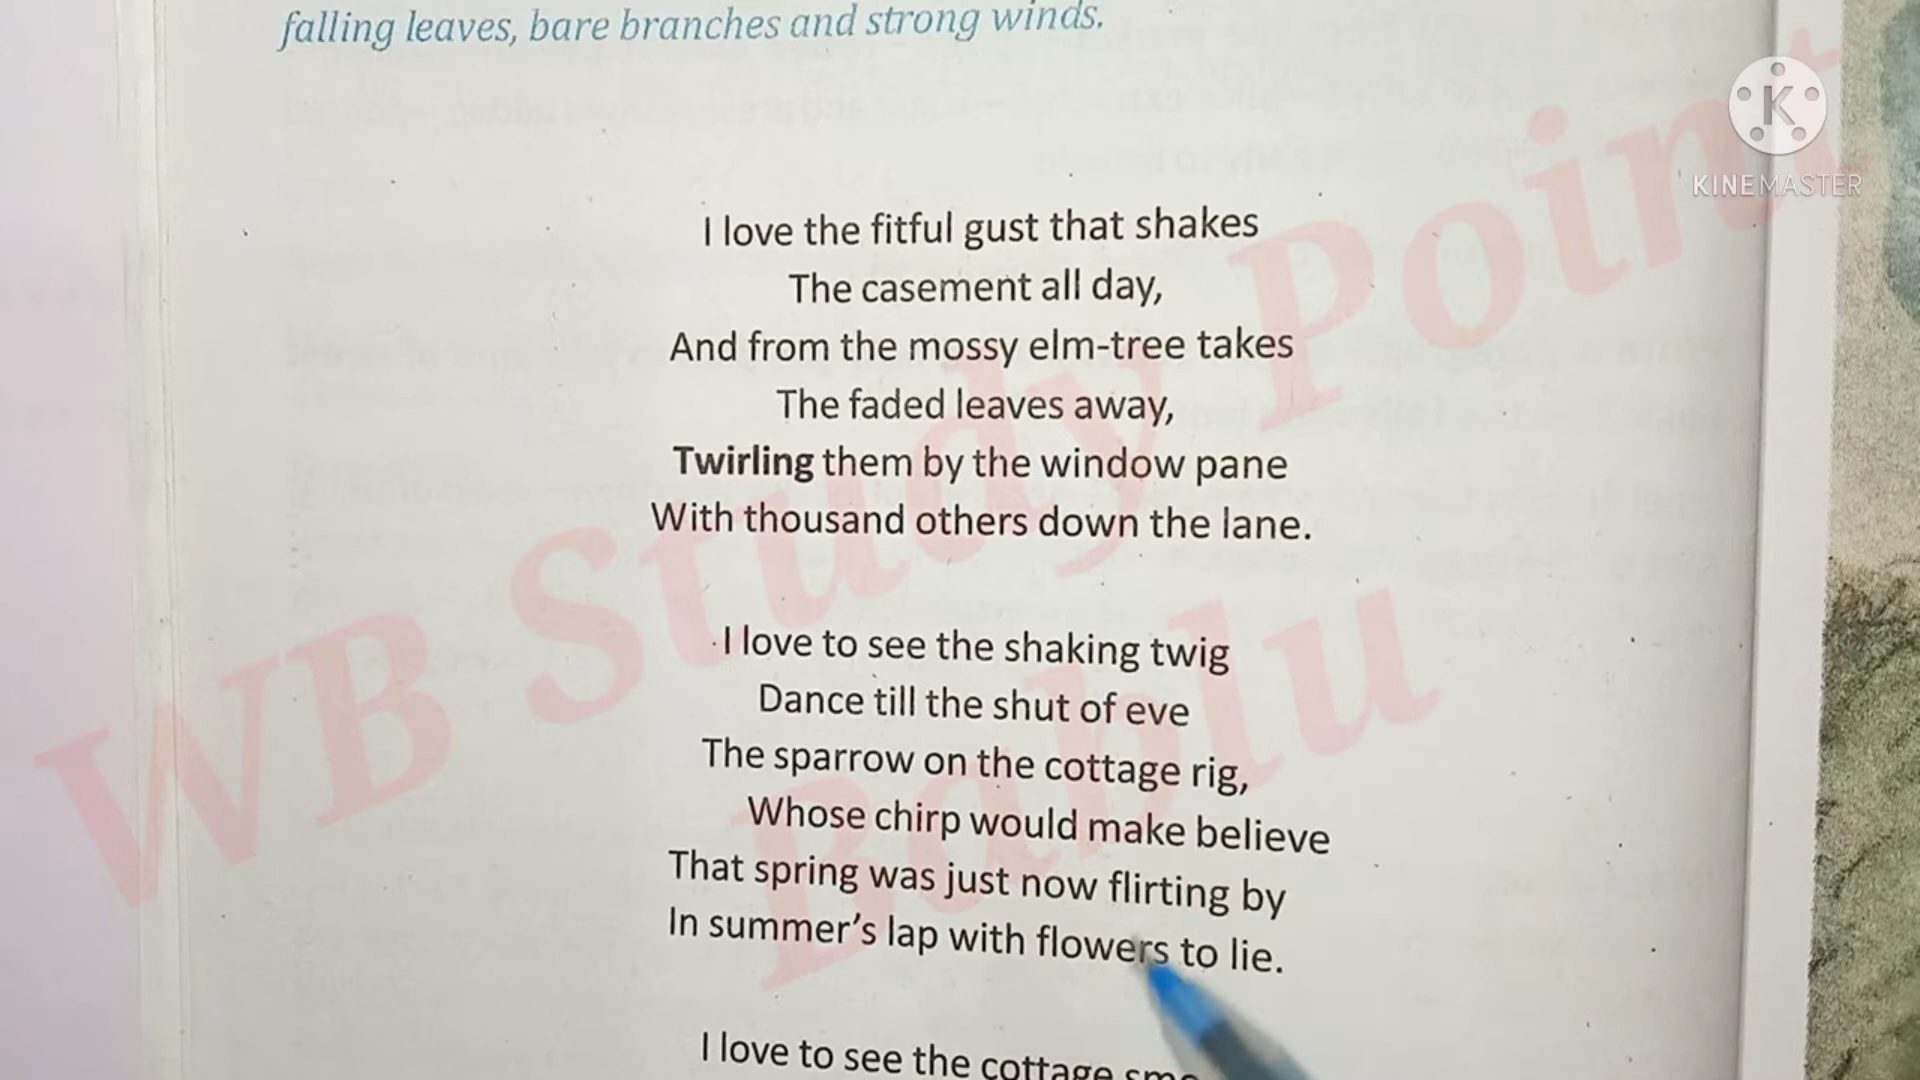 falling leaves, bare branches and strong winds.
K
KINEMASTER
I love the fitful gust that shakes
The casement all day,
And from the mossy elm-tree takes
The faded leaves away,
Twirling them by the window pane
With thousand others down the lane.
I love to see the shaking twig
Dance till the shut of eve
The sparrow on the cottage rig,
Whose chirp would make believe
That spring was just now flirting by
In summer's lap with flowers to lie.
I love to see the cottage
WB Study Point
Bablu